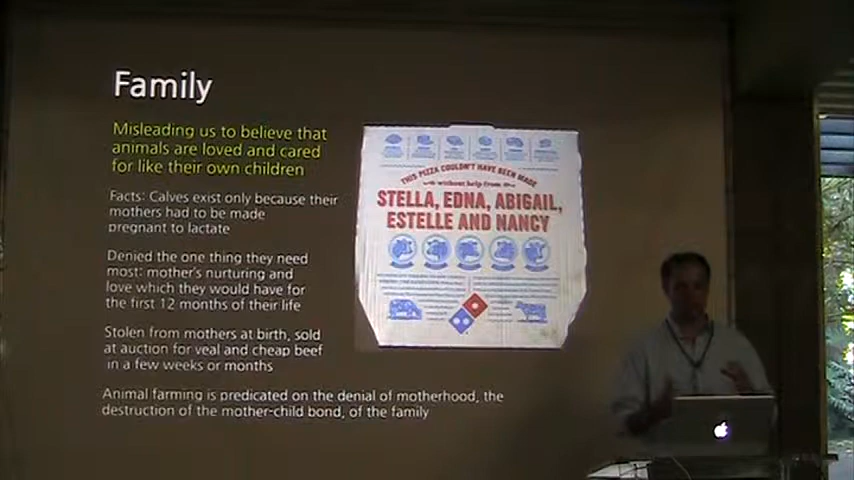 Family
Misleading us to believe that
animals are loved and cared
for like their own children
Facts: Calves exist only because their
mothers had to be made
pregnant to lactate
Denied the one thing they need
most: mother's nurturing and
love which they would have for
the first 12 months of their life
Stolen from mothers at birth, sold
at auction for veal and cheap beef
in a few weeks or months
Animal farming is predicated on the denial of motherhood, the
destruction of the mother-child bond, of the family
THIS PIZZA COULDN'T HAVE BEEN MADE
without help from
STELLA, EDNA, ABIGAIL,
ESTELLE AND NANCY